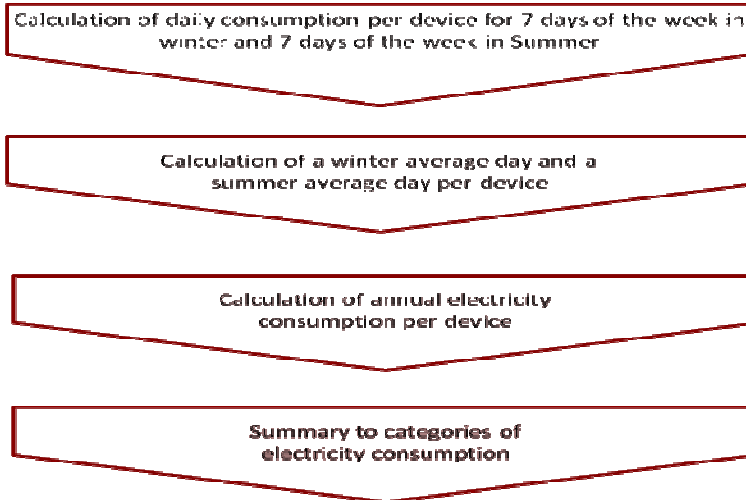 Calculation of daily consumption per device for 7 days of the week in
winter and 7 days of the week in Summer
Calculation of a winter average day and a
summer average day per device
Calculation of annual electricity
consumption per device
Summary to categories of
electricity consumption